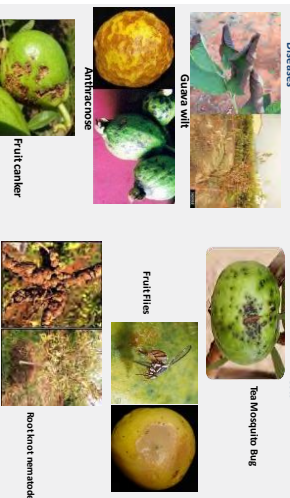 Diseases
Guava wilt
Anthracnose
Fruit canker
Tea Mosquito Bug
Fruit Flies
Root knot nematode